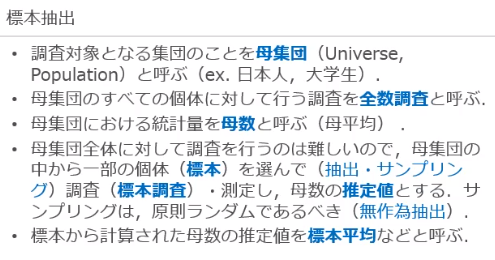 標本抽出
• 調査対象となる集団のことを母集団（Universe,
Population）と呼ぶ（ex. 日本人，大学生）.
• 母集団のすべての個体に対して行う調査を全数調査と呼ぶ.
• 母集団における統計量を母数と呼ぶ（母平均）.
• 母集団全体に対して調査を行うのは難しいので，母集団の
中から一部の個体（標本）を選んで（抽出・サンプリン
グ）調査（標本調査）・測定し，母数の推定値とする．サ
ンプリングは，原則ランダムであるべき（無作為抽出）.
• 標本から計算された母数の推定値を標本平均などと呼ぶ.